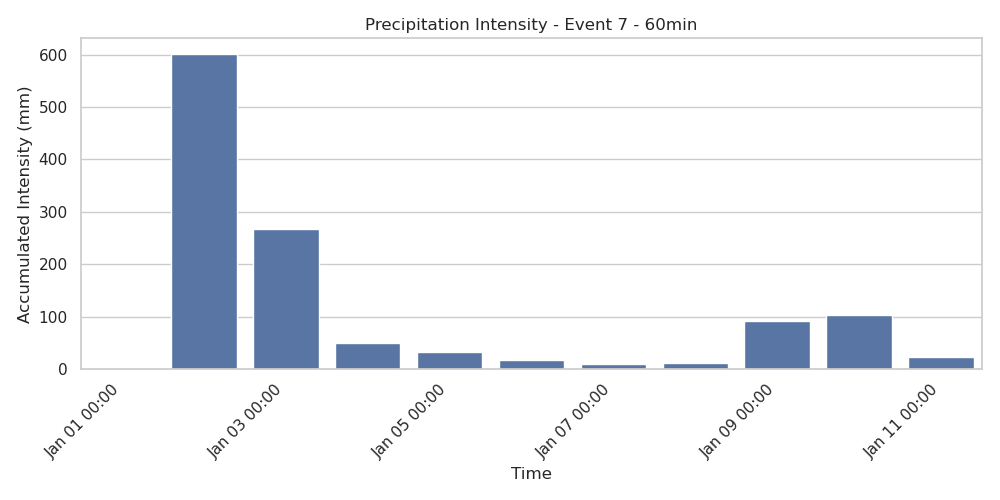 Precipitation Intensity - Event 7 - 60min
Accumulated Intensity (mm)
600
500
400
300
200
100
0
Jan 01 00:00
Jan 03 00:00
Jan 05 00:00
Jan 07 00:00
Jan 09 00:00
Jan 11 00:00
Time